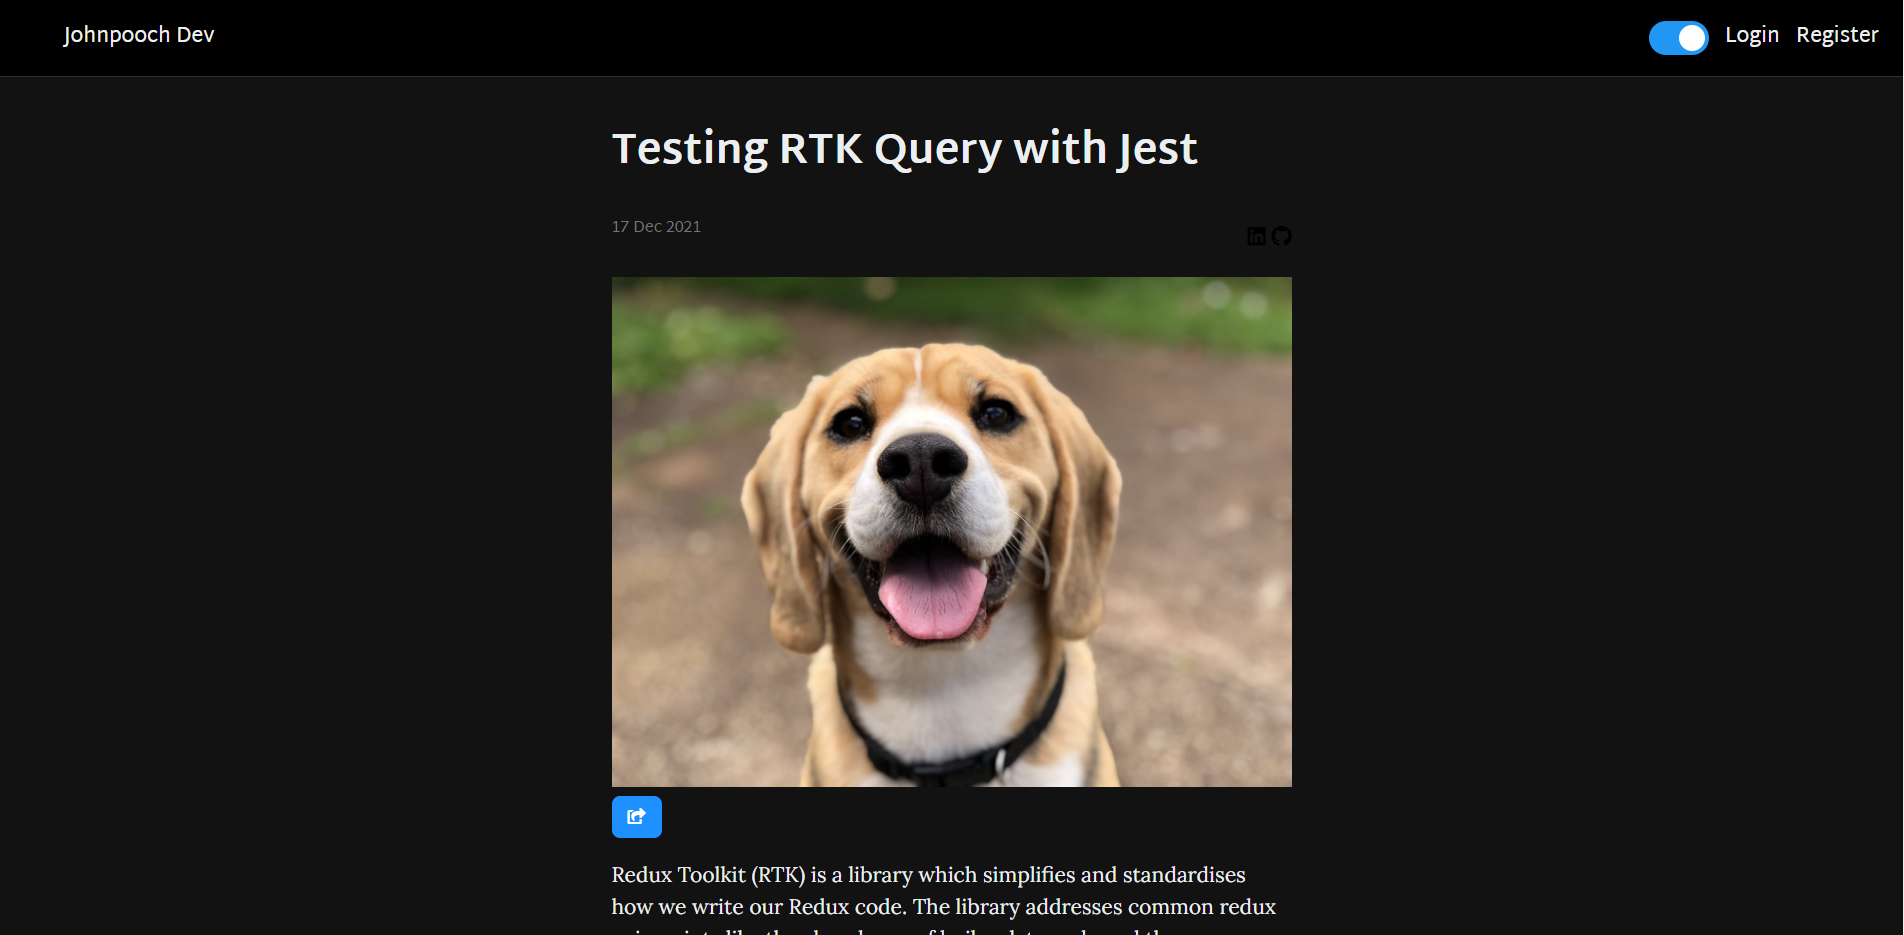 Johnpooch Dev
Login Register
Testing RTK Query with Jest
17 Dec 2021
Redux Toolkit (RTK) is a library which simplifies and standardises
how we write our Redux code. The library addresses common redux